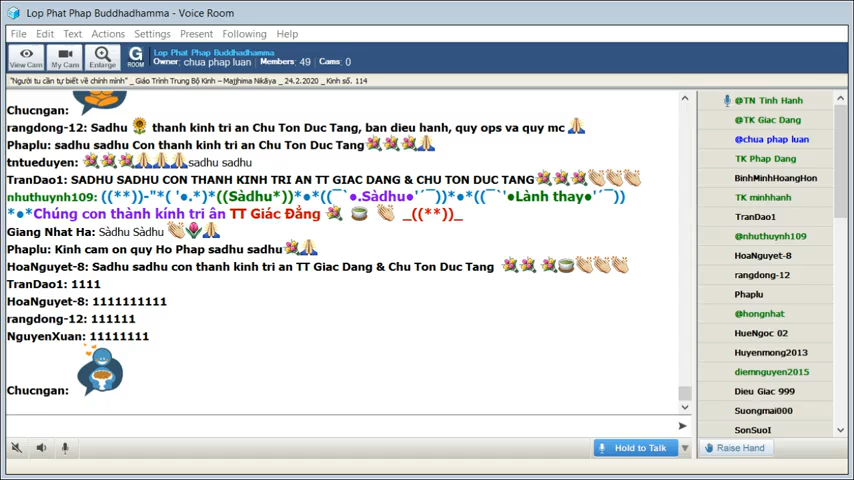 Lop Phat Phap Buddhadhamma - Voice Room
File Edit Text Actions Settings Present Following Help
View Cam My Cam Enlarge G ROOM Lop Phat Phap Buddhadhamma
Owner: chua phap luan Members: 49 Cams: 0
"Người tu cần tự biết về chính mình" _ Giáo Trình Trung Bộ Kinh – Majjhima Nikāya _ 24.2.2020 _ Kinh số. 114
Chucngan:
rangdong-12: Sadhu thanh kinh tri an Chu Ton Duc Tang, ban dieu hanh, quy ops va quy mc
Phaplu: sadhu sadhu Con thanh kinh tri an Chu Ton Duc Tang
tntueduyen: sadhu sadhu
TranDao1: SADHU SADHU CON THANH KINH TRI AN TT GIAC DANG & CHU TON DUC TANG
nhuthuynh109: ((**))-"*( '●.*)*((Sàdhu*))*●*((¯`●.Sàdhu●'´¯))*●*((¯`'●Lành thay●'´¯))
*●*Chúng con thành kính tri ân TT Giác Đẳng _((**))_
Giang Nhat Ha: Sàdhu Sàdhu
Phaplu: Kinh cam on quy Ho Phap sadhu sadhu
HoaNguyet-8: Sadhu sadhu con thanh kinh tri an TT Giac Dang & Chu Ton Duc Tang
TranDao1: 1111
HoaNguyet-8: 1111111111
rangdong-12: 111111
NguyenXuan: 11111111
Chucngan:
Hold to Talk
Raise Hand
@TN Tinh Hanh
@TK Giac Dang
@chua phap luan
TK Phap Dang
BinhMinhHoangHon
TK minhhanh
TranDao1
@nhuthuynh109
HoaNguyet-8
rangdong-12
Phaplu
@hongnhat
HueNgoc 02
Huyenmong2013
diemnguyen2015
Dieu Giac 999
Suongmai000
SonSuoI